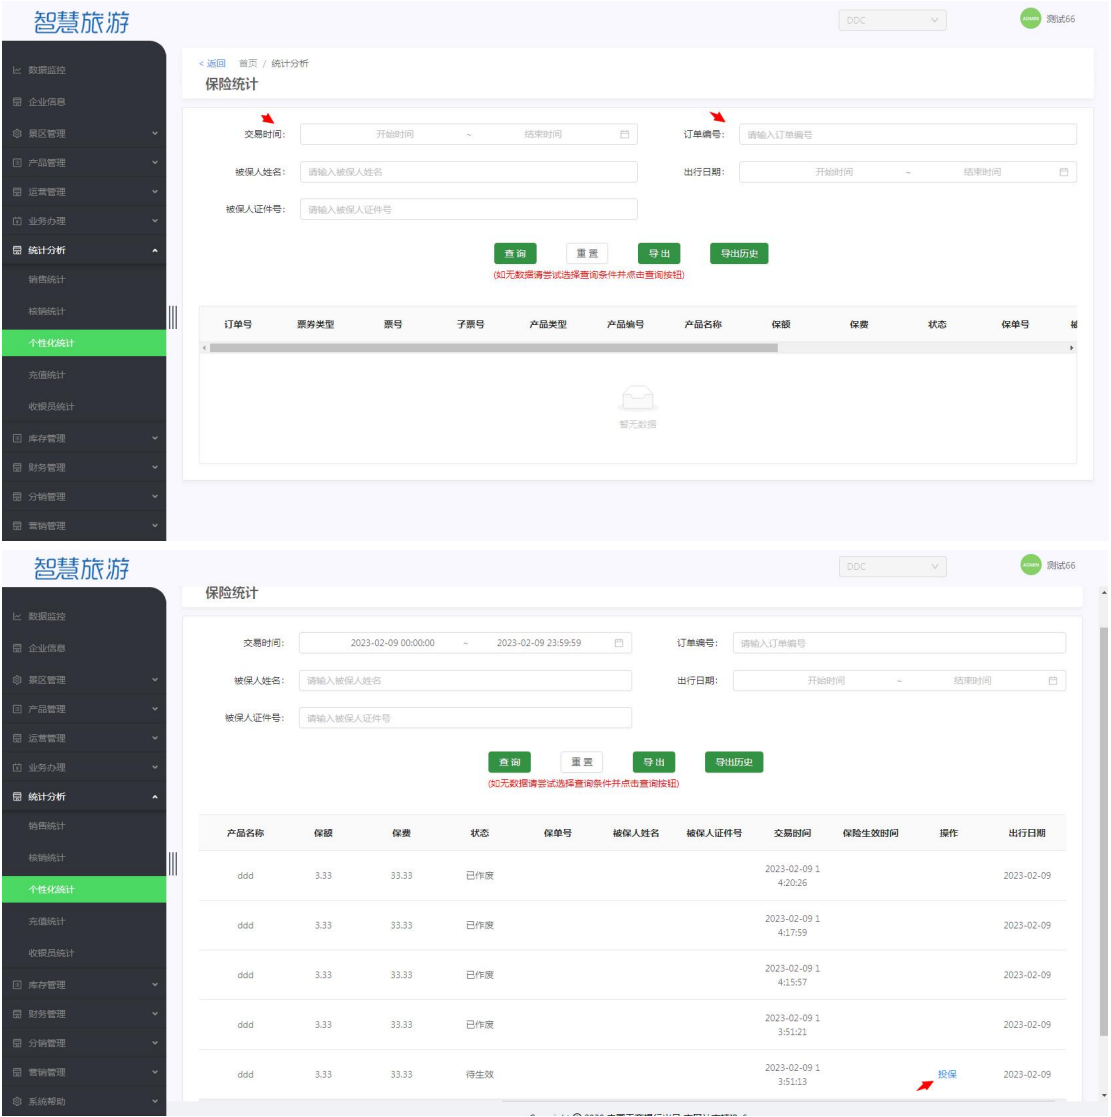 智慧旅游
DDC
ADMIN 测试66
数据监控
企业信息
景区管理
产品管理
运营管理
业务办理
统计分析
销售统计
核销统计
个性化统计
充值统计
收银员统计
库存管理
财务管理
分销管理
营销管理
< 返回 首页 / 统计分析
保险统计
交易时间: 开始时间 ~ 结束时间
订单编号: 请输入订单编号
被保人姓名: 请输入被保人姓名
出行日期: 开始时间 ~ 结束时间
被保人证件号: 请输入被保人证件号
查 询 重 置 导 出 导出历史
(如无数据请尝试选择查询条件并点击查询按钮)
订单号 票券类型 票号 子票号 产品类型 产品编号 产品名称 保额 保费 状态 保单号
暂无数据
智慧旅游
DDC
ADMIN 测试66
数据监控
企业信息
景区管理
产品管理
运营管理
业务办理
统计分析
销售统计
核销统计
个性化统计
充值统计
收银员统计
库存管理
财务管理
分销管理
营销管理
系统帮助
保险统计
交易时间: 2023-02-09 00:00:00 ~ 2023-02-09 23:59:59
订单编号: 请输入订单编号
被保人姓名: 请输入被保人姓名
出行日期: 开始时间 ~ 结束时间
被保人证件号: 请输入被保人证件号
查 询 重 置 导 出 导出历史
(如无数据请尝试选择查询条件并点击查询按钮)
产品名称 保额 保费 状态 保单号 被保人姓名 被保人证件号 交易时间 保险生效时间 操作 出行日期
ddd 3.33 33.33 已作废 2023-02-09 1
4:20:26 2023-02-09
ddd 3.33 33.33 已作废 2023-02-09 1
4:17:59 2023-02-09
ddd 3.33 33.33 已作废 2023-02-09 1
4:15:57 2023-02-09
ddd 3.33 33.33 已作废 2023-02-09 1
3:51:21 2023-02-09
ddd 3.33 33.33 待生效 2023-02-09 1
3:51:13 投保 2023-02-09